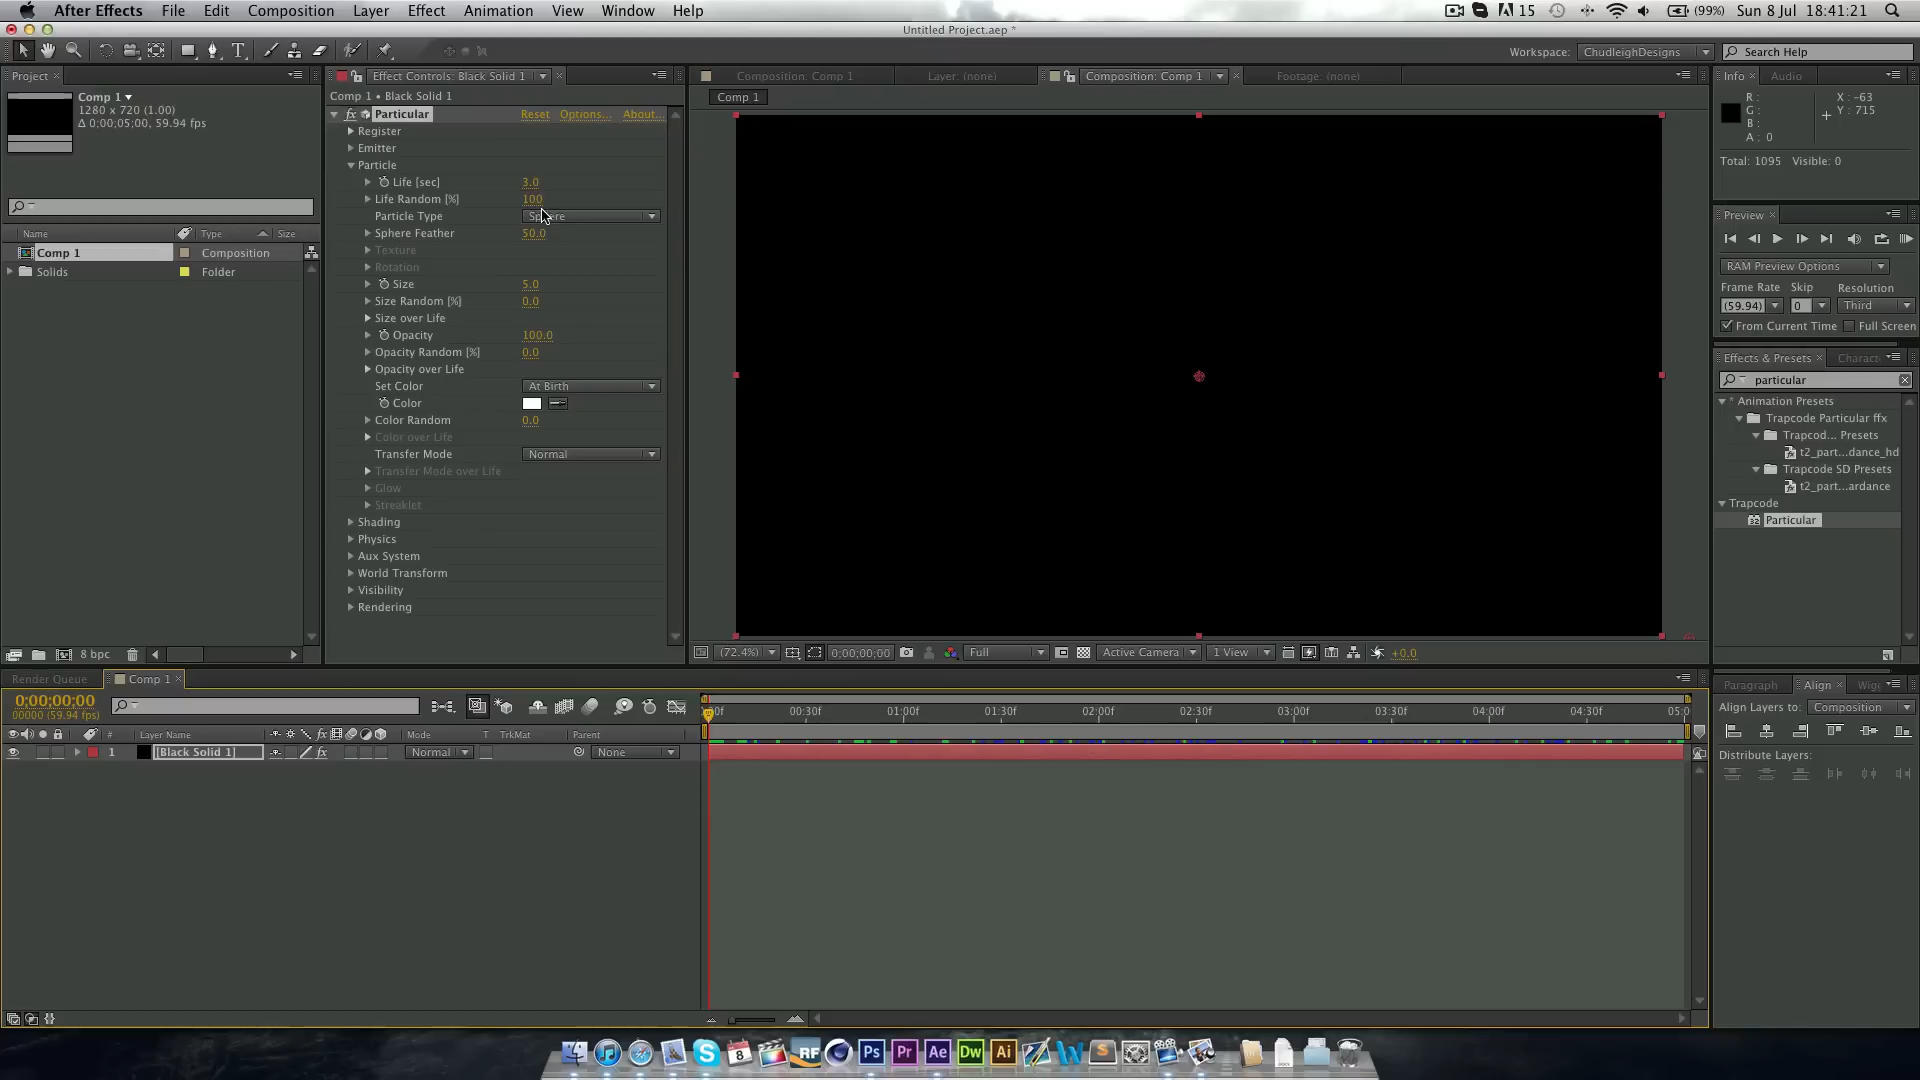 After Effects File Edit Composition Layer Effect Animation View Window Help 15 (99%) Sun 8 Jul 18:41:21
Untitled Project.aep *
Workspace: ChudleighDesigns Search Help
Project
Comp 1
1280 x 720 (1.00)
Δ 0;00;05;00, 59.94 fps
Name Type Size
Comp 1 Composition
Solids Folder
8 bpc
Effect Controls: Black Solid 1
Comp 1 • Black Solid 1
Particular Reset Options... About...
Register
Emitter
Particle
Life [sec] 3.0
Life Random [%] 100
Particle Type Sphere
Sphere Feather 50.0
Texture
Rotation
Size 5.0
Size Random [%] 0.0
Size over Life
Opacity 100.0
Opacity Random [%] 0.0
Opacity over Life
Set Color At Birth
Color
Color Random 0.0
Color over Life
Transfer Mode Normal
Transfer Mode over Life
Glow
Streaklet
Shading
Physics
Aux System
World Transform
Visibility
Rendering
Composition: Comp 1 Layer: (none) Composition: Comp 1 Footage: (none)
Comp 1
(72.4%) 0;00;00;00 Full Active Camera 1 View +0.0
Info Audio
R: X: -63
G: Y: 715
B:
A: 0
Total: 1095 Visible: 0
Preview
RAM Preview Options
Frame Rate Skip Resolution
(59.94) 0 Third
From Current Time Full Screen
Effects & Presets Charact
particular
* Animation Presets
Trapcode Particular ffx
Trapcod... Presets
t2_part...dance_hd
Trapcode SD Presets
t2_part...ardance
Trapcode
32 Particular
Paragraph Align Wig
Align Layers to: Composition
Distribute Layers:
Render Queue Comp 1
0;00;00;00
00000 (59.94 fps)
00f 00:30f 01:00f 01:30f 02:00f 02:30f 03:00f 03:30f 04:00f 04:30f 05:0
# Layer Name Mode T TrkMat Parent
1 [Black Solid 1] Normal None
8 RF Ps Pr Ae Dw Ai W S